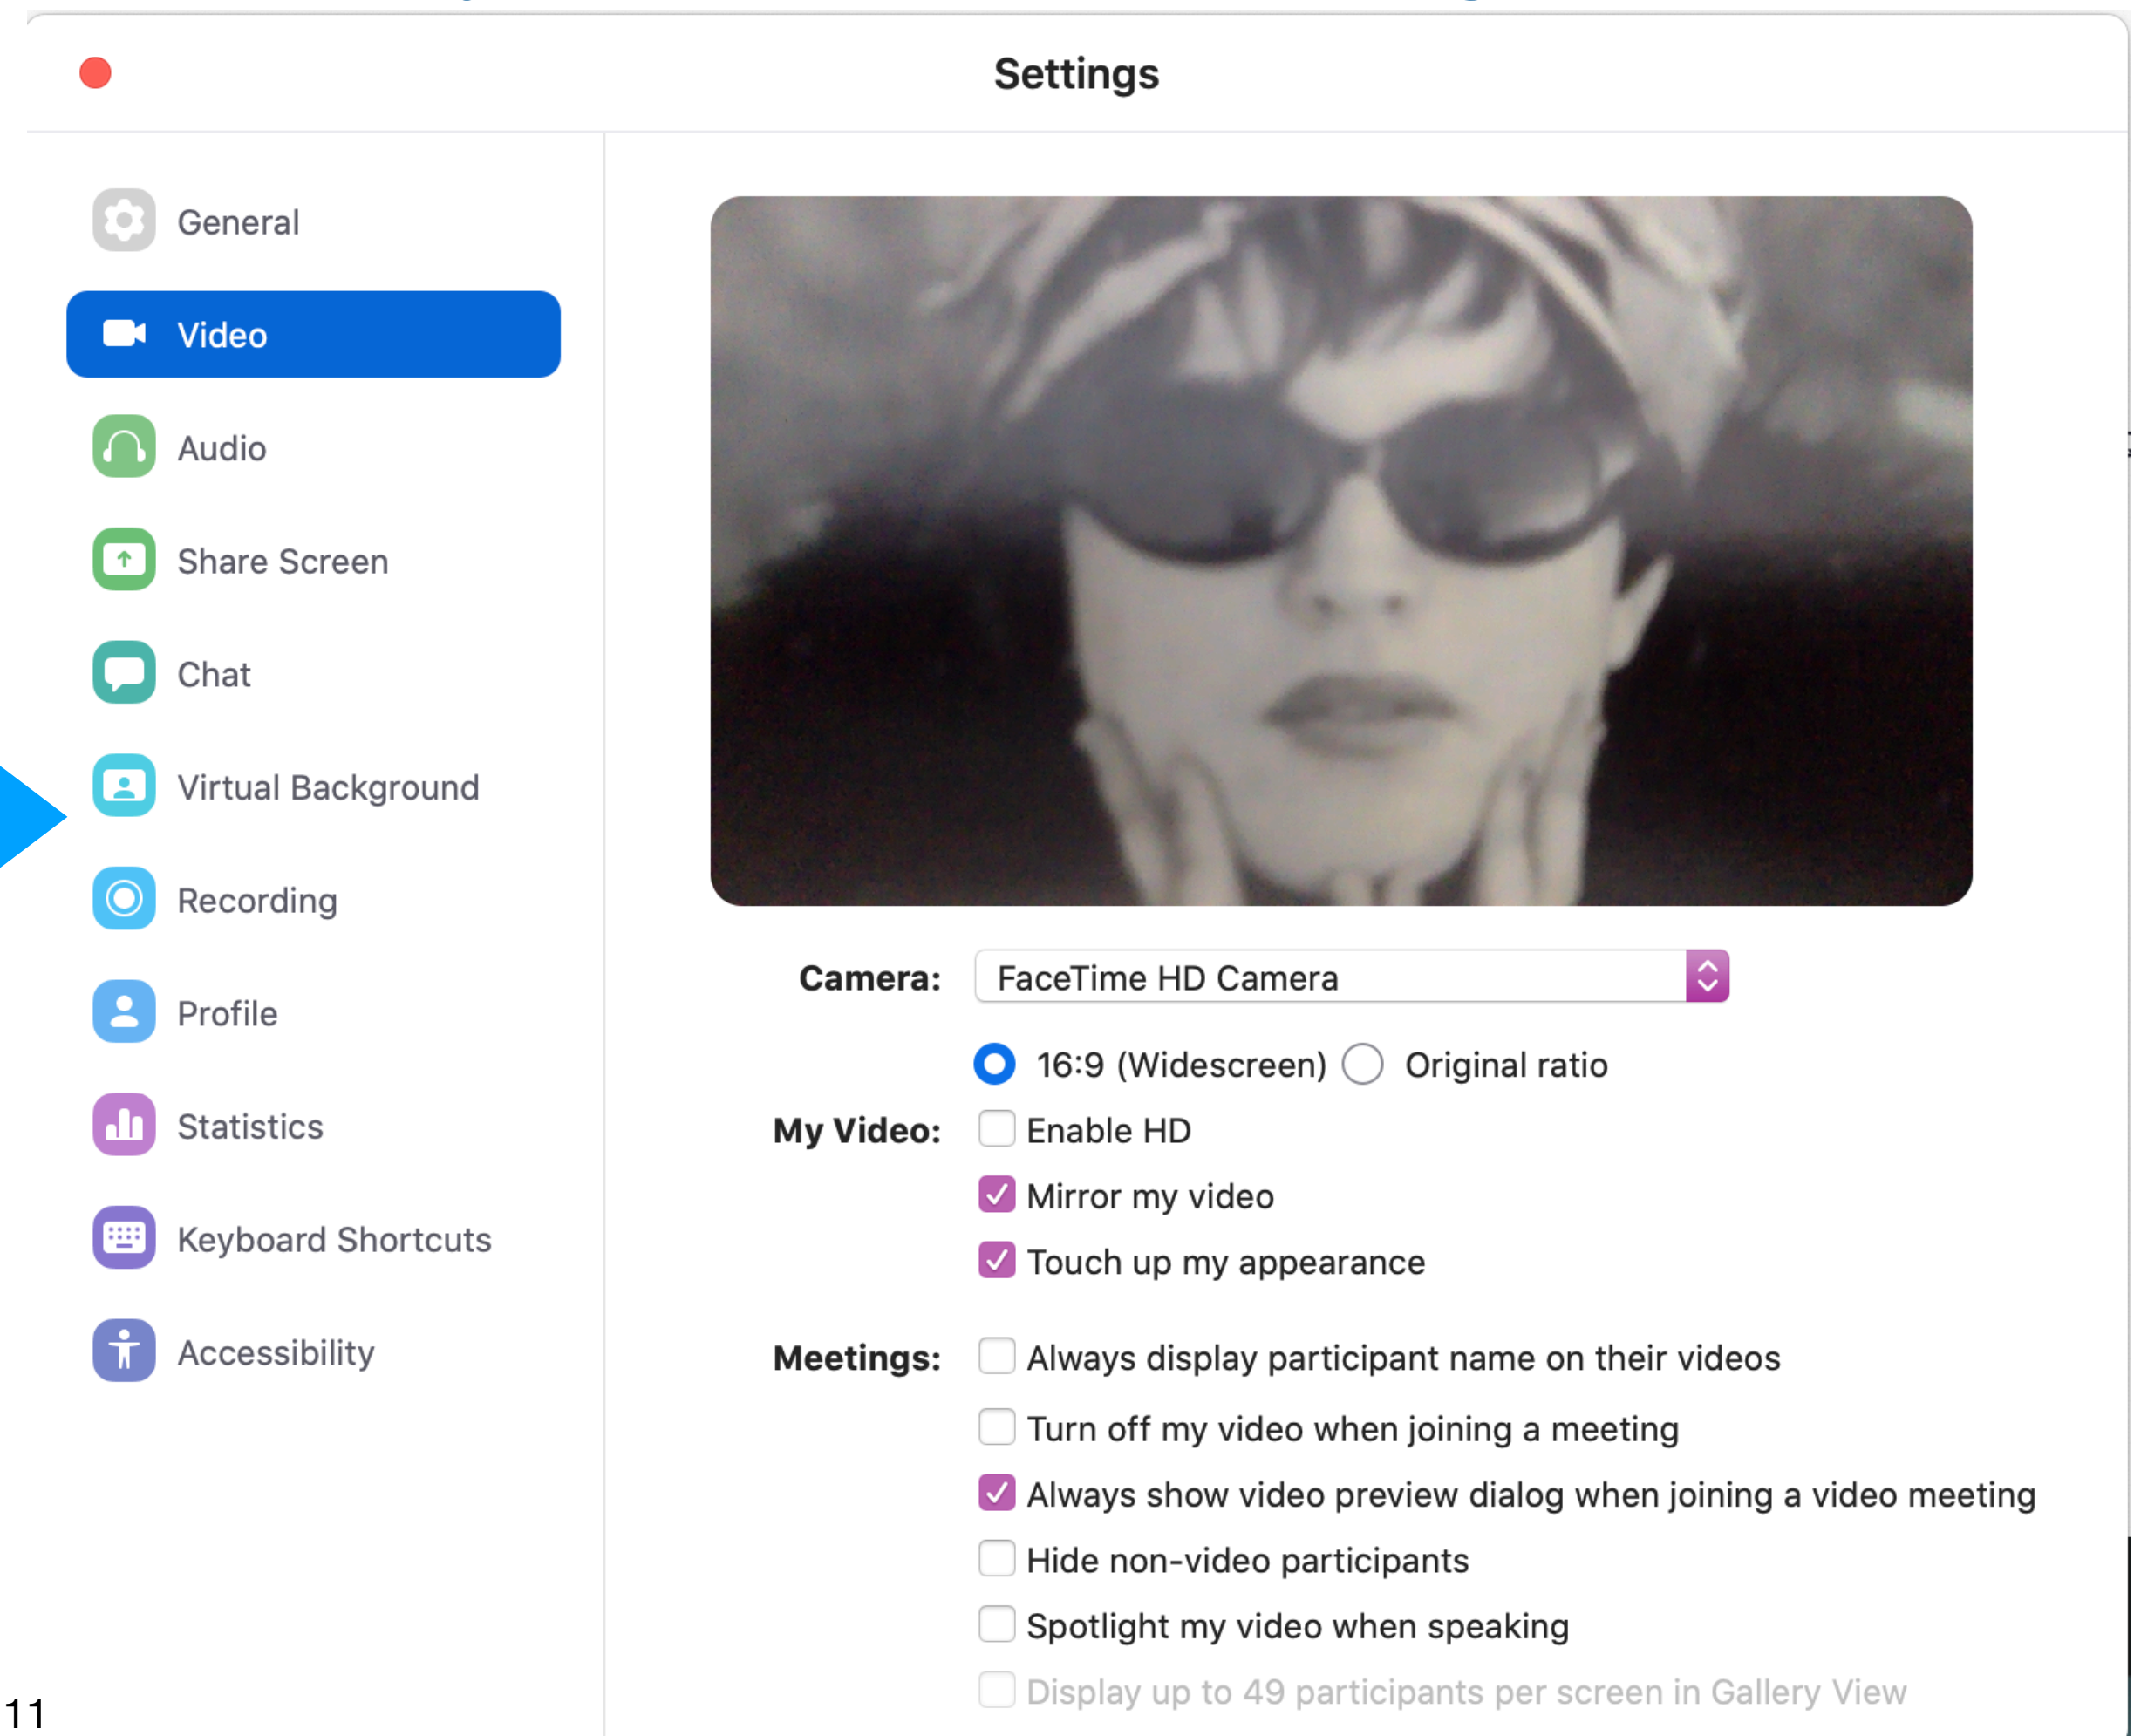 Settings
General
Video
Audio
Share Screen
Chat
Virtual Background
Recording
Profile
Statistics
Keyboard Shortcuts
Accessibility
Camera: FaceTime HD Camera
16:9 (Widescreen) Original ratio
My Video: Enable HD
Mirror my video
Touch up my appearance
Meetings: Always display participant name on their videos
Turn off my video when joining a meeting
Always show video preview dialog when joining a video meeting
Hide non-video participants
Spotlight my video when speaking
Display up to 49 participants per screen in Gallery View
11